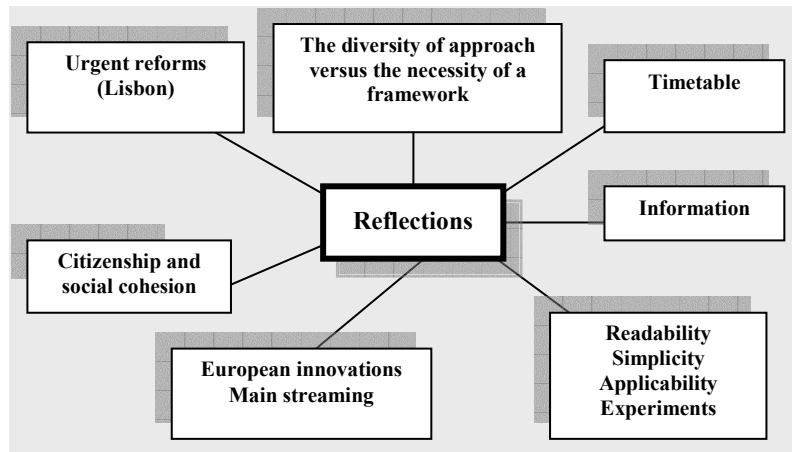 Urgent reforms
(Lisbon)
The diversity of approach
versus the necessity of a
framework
Timetable
Reflections
Information
Citizenship and
social cohesion
European innovations
Main streaming
Readability
Simplicity
Applicability
Experiments